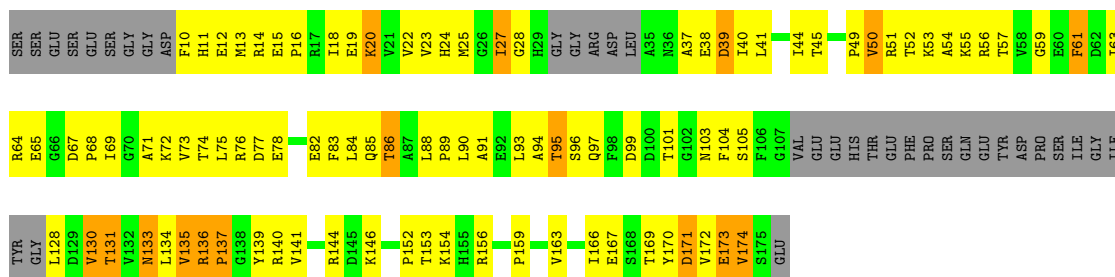 SER SER GLU SER GLU SER GLY GLY ASP F10 H11 E12 M13 R14 E15 P16 R17 I18 E19 K20 V21 V22 V23 H24 M25 G26 I27 G28 H29 GLY GLY ARG ASP LEU A35 N36 A37 E38 D39 I40 L41 I44 T45 P49 V50 R51 T52 K53 A54 K55 R56 T57 V58 G59 E60 F61 D62 I63
R64 E65 G66 D67 P68 I69 G70 A71 K72 V73 T74 L75 R76 D77 E78 E82 F83 L84 Q85 T86 A87 L88 P89 L90 A91 E92 L93 A94 T95 S96 Q97 F98 D99 D100 T101 G102 N103 F104 S105 F106 G107 VAL GLU GLU HIS THR GLU PHE PRO SER GLN GLU TYR ASP PRO SER ILE GLY ILE
TYR GLY L128 D129 V130 T131 V132 N133 L134 V135 R136 P137 G138 Y139 R140 V141 R144 D145 K146 P152 T153 K154 H155 R156 P159 V163 I166 E167 S168 T169 Y170 D171 V172 E173 V174 S175 GLU